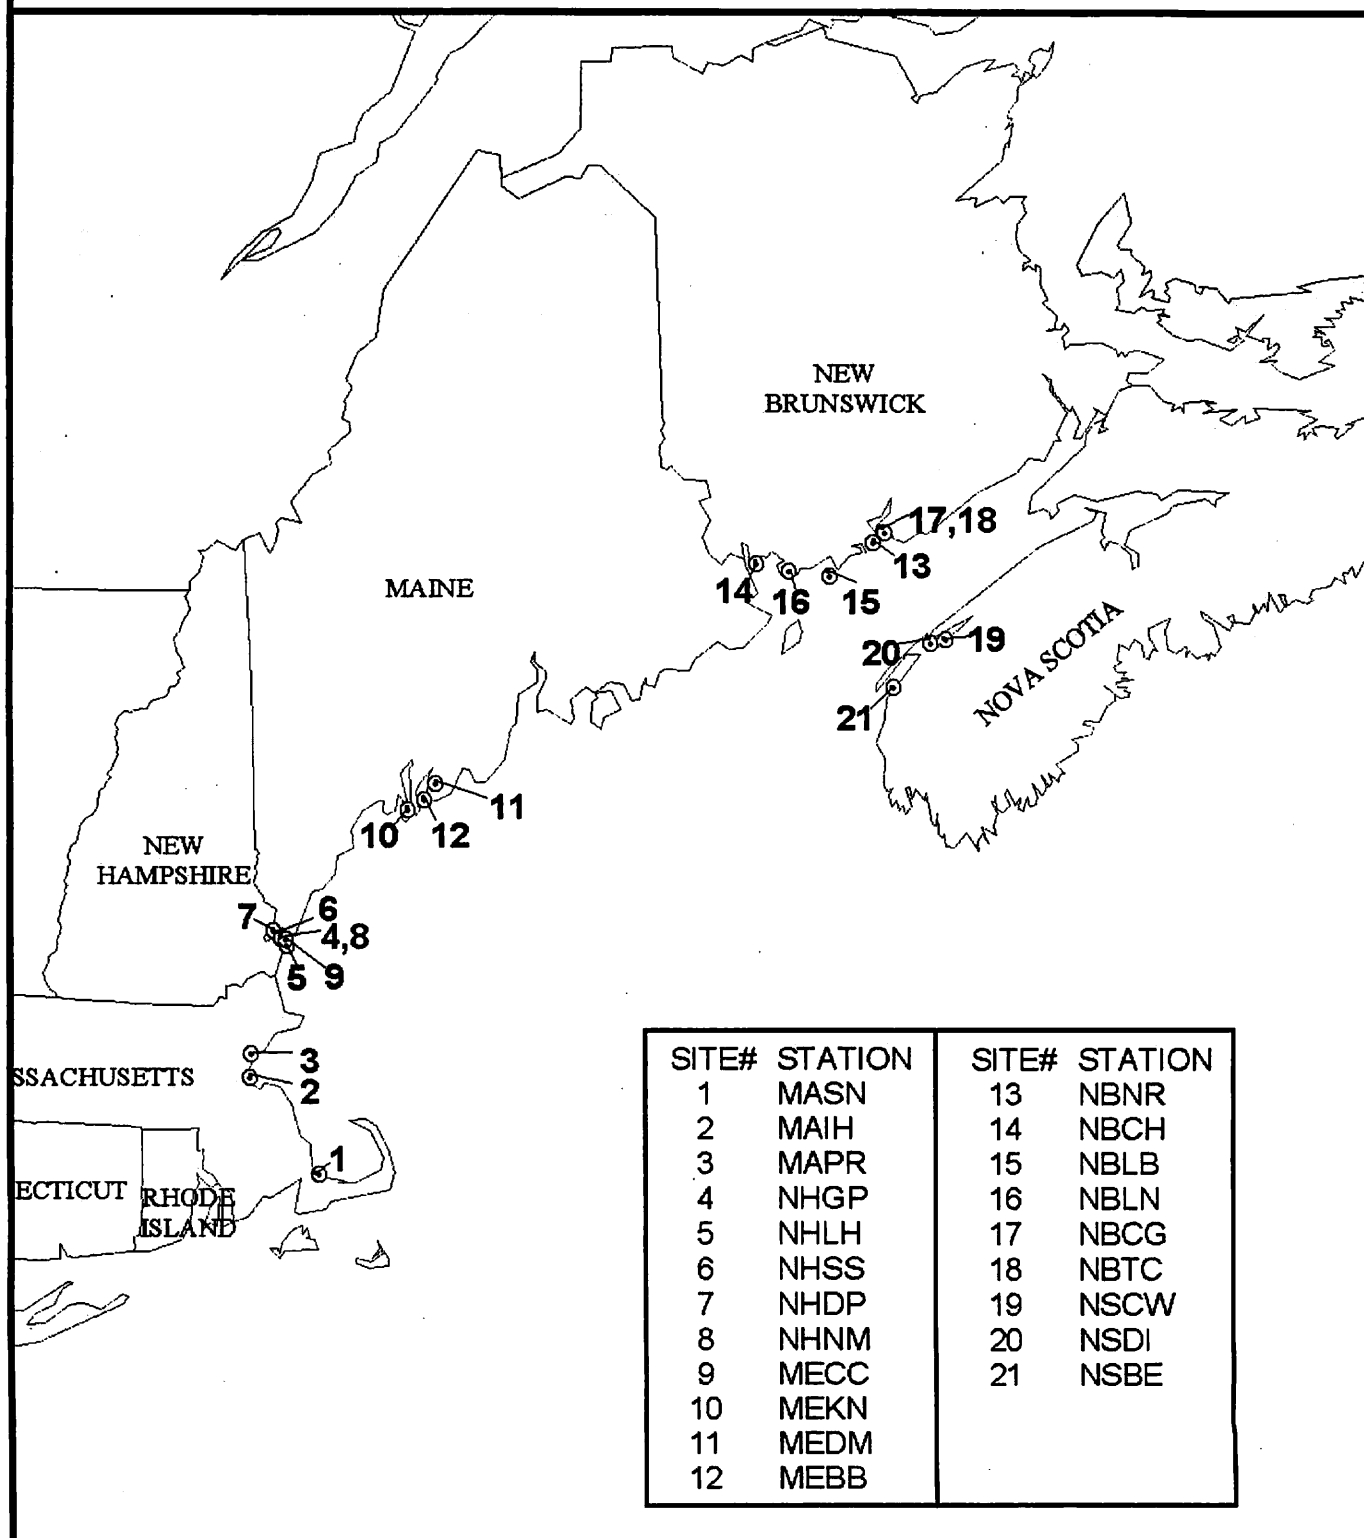 NEW
BRUNSWICK
17,18
13
14
16
15
MAINE
20
19
NOVA SCOTIA
21
11
10
12
NEW
HAMPSHIRE
7
6
4,8
5
9
3
SSACHUSETTS
2
1
ECTICUT
RHODE
ISLAND
SITE# STATION SITE# STATION
1 MASN 13 NBNR
2 MAIH 14 NBCH
3 MAPR 15 NBLB
4 NHGP 16 NBLN
5 NHLH 17 NBCG
6 NHSS 18 NBTC
7 NHDP 19 NSCW
8 NHNM 20 NSDI
9 MECC 21 NSBE
10 MEKN
11 MEDM
12 MEBB